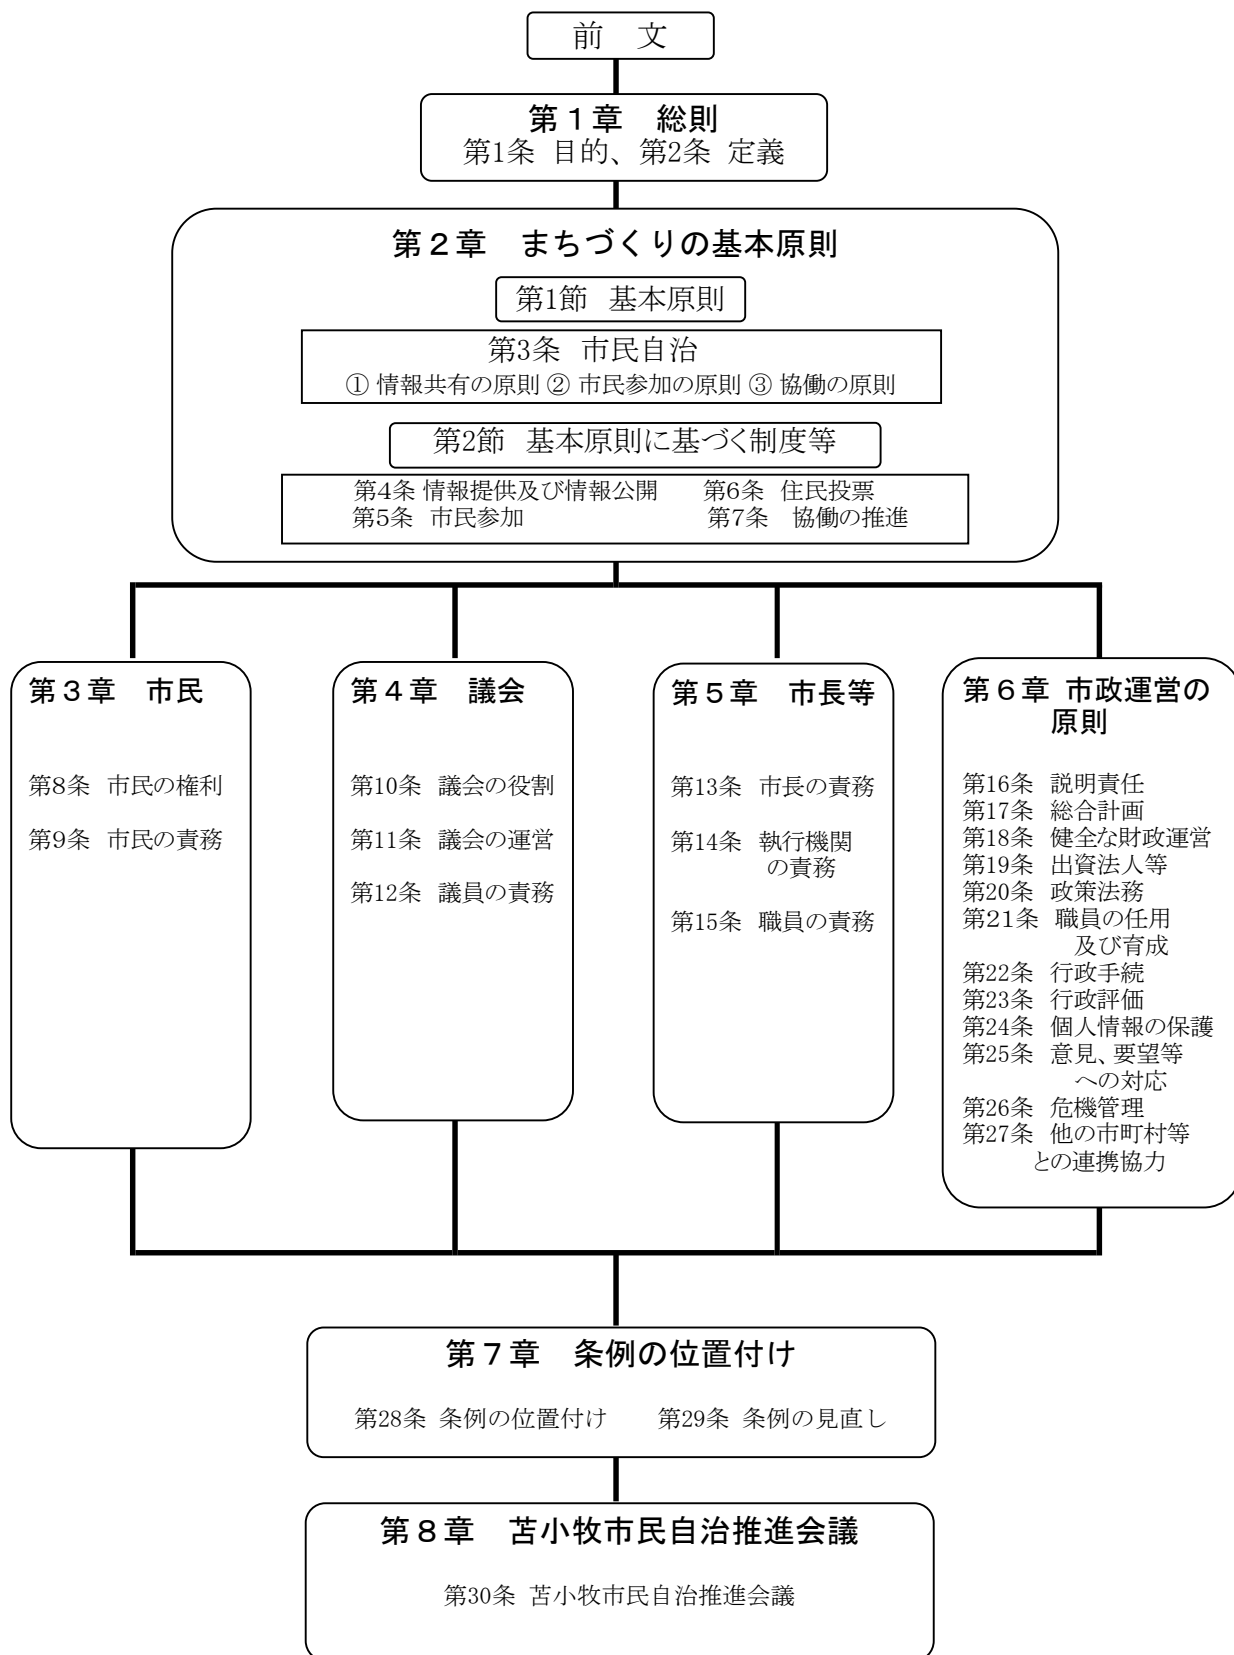 前　文
第１章　総則
第1条 目的、第2条 定義
第２章　まちづくりの基本原則
第1節 基本原則
第3条 市民自治
① 情報共有の原則 ② 市民参加の原則 ③ 協働の原則
第2節 基本原則に基づく制度等
第4条 情報提供及び情報公開　第6条 住民投票
第5条 市民参加　第7条 協働の推進
第３章　市民
第8条 市民の権利
第9条 市民の責務
第４章　議会
第10条 議会の役割
第11条 議会の運営
第12条 議員の責務
第５章　市長等
第13条 市長の責務
第14条 執行機関
の責務
第15条 職員の責務
第６章 市政運営の
原則
第16条 説明責任
第17条 総合計画
第18条 健全な財政運営
第19条 出資法人等
第20条 政策法務
第21条 職員の任用
及び育成
第22条 行政手続
第23条 行政評価
第24条 個人情報の保護
第25条 意見、要望等
への対応
第26条 危機管理
第27条 他の市町村等
との連携協力
第７章　条例の位置付け
第28条 条例の位置付け　第29条 条例の見直し
第８章　苫小牧市民自治推進会議
第30条 苫小牧市民自治推進会議